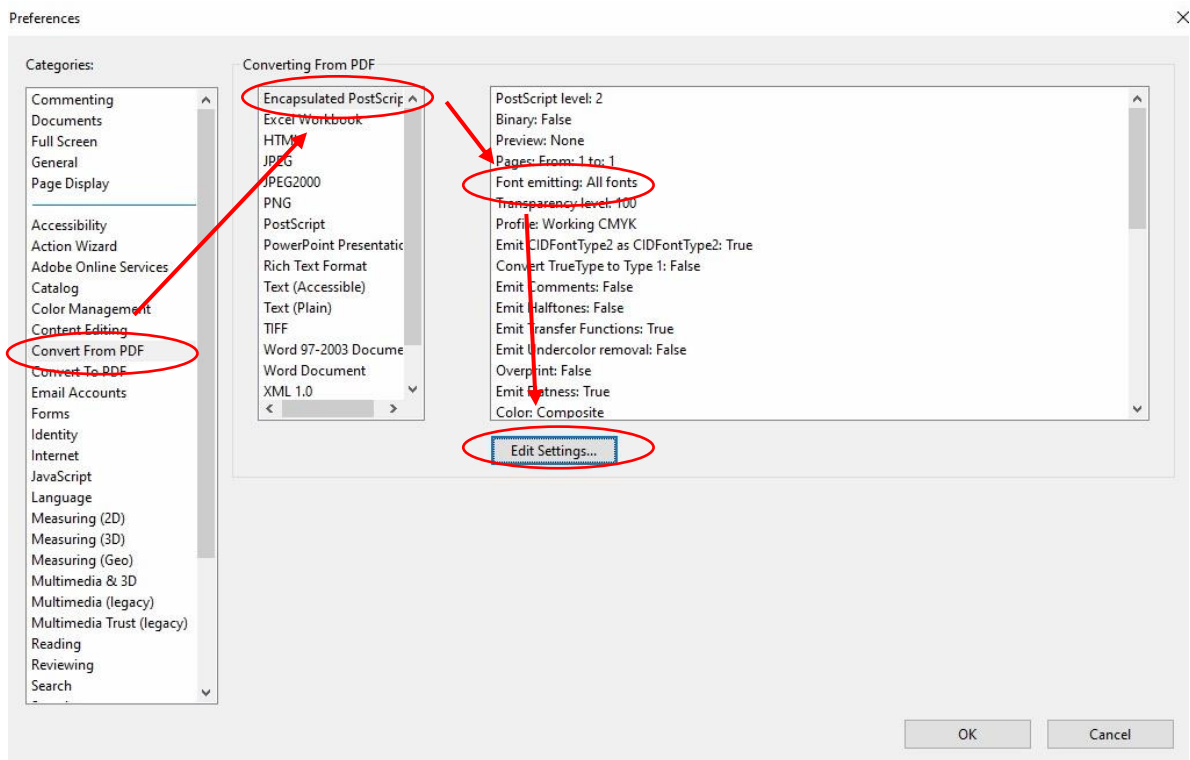 Preferences
Categories:
Commenting
Documents
Full Screen
General
Page Display
Accessibility
Action Wizard
Adobe Online Services
Catalog
Color Management
Content Editing
Convert From PDF
Convert To PDF
Email Accounts
Forms
Identity
Internet
JavaScript
Language
Measuring (2D)
Measuring (3D)
Measuring (Geo)
Multimedia & 3D
Multimedia (legacy)
Multimedia Trust (legacy)
Reading
Reviewing
Search
Converting From PDF
Encapsulated PostScrip
Excel Workbook
HTML
JPEG
JPEG2000
PNG
PostScript
PowerPoint Presentatic
Rich Text Format
Text (Accessible)
Text (Plain)
TIFF
Word 97-2003 Docume
Word Document
XML 1.0
PostScript level: 2
Binary: False
Preview: None
Pages: From: 1 to: 1
Font emitting: All fonts
Transparency level: 100
Profile: Working CMYK
Emit CIDFontType2 as CIDFontType2: True
Convert TrueType to Type 1: False
Emit Comments: False
Emit Halftones: False
Emit Transfer Functions: True
Emit Undercolor removal: False
Overprint: False
Emit Flatness: True
Color: Composite
Edit Settings...
OK
Cancel